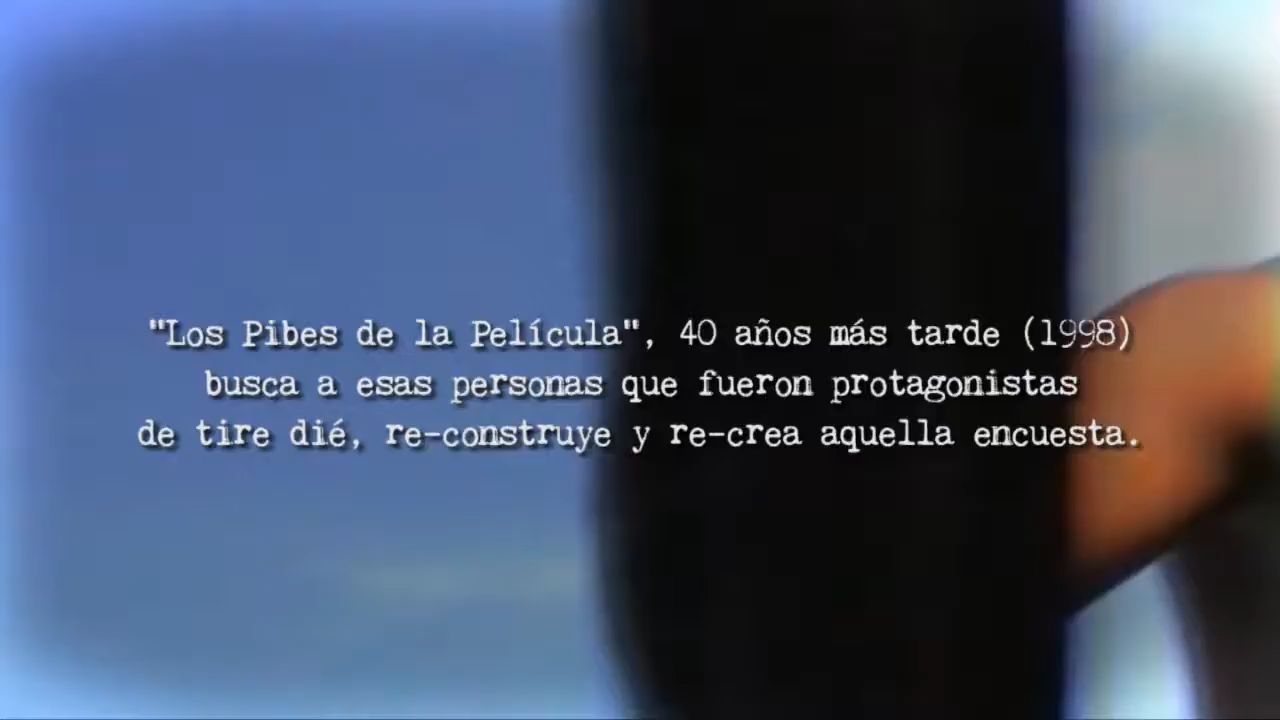 "Los Pibes de la Película", 40 años más tarde (1998)
busca a esas personas que fueron protagonistas
de tire dié, re-construye y re-crea aquella encuesta.